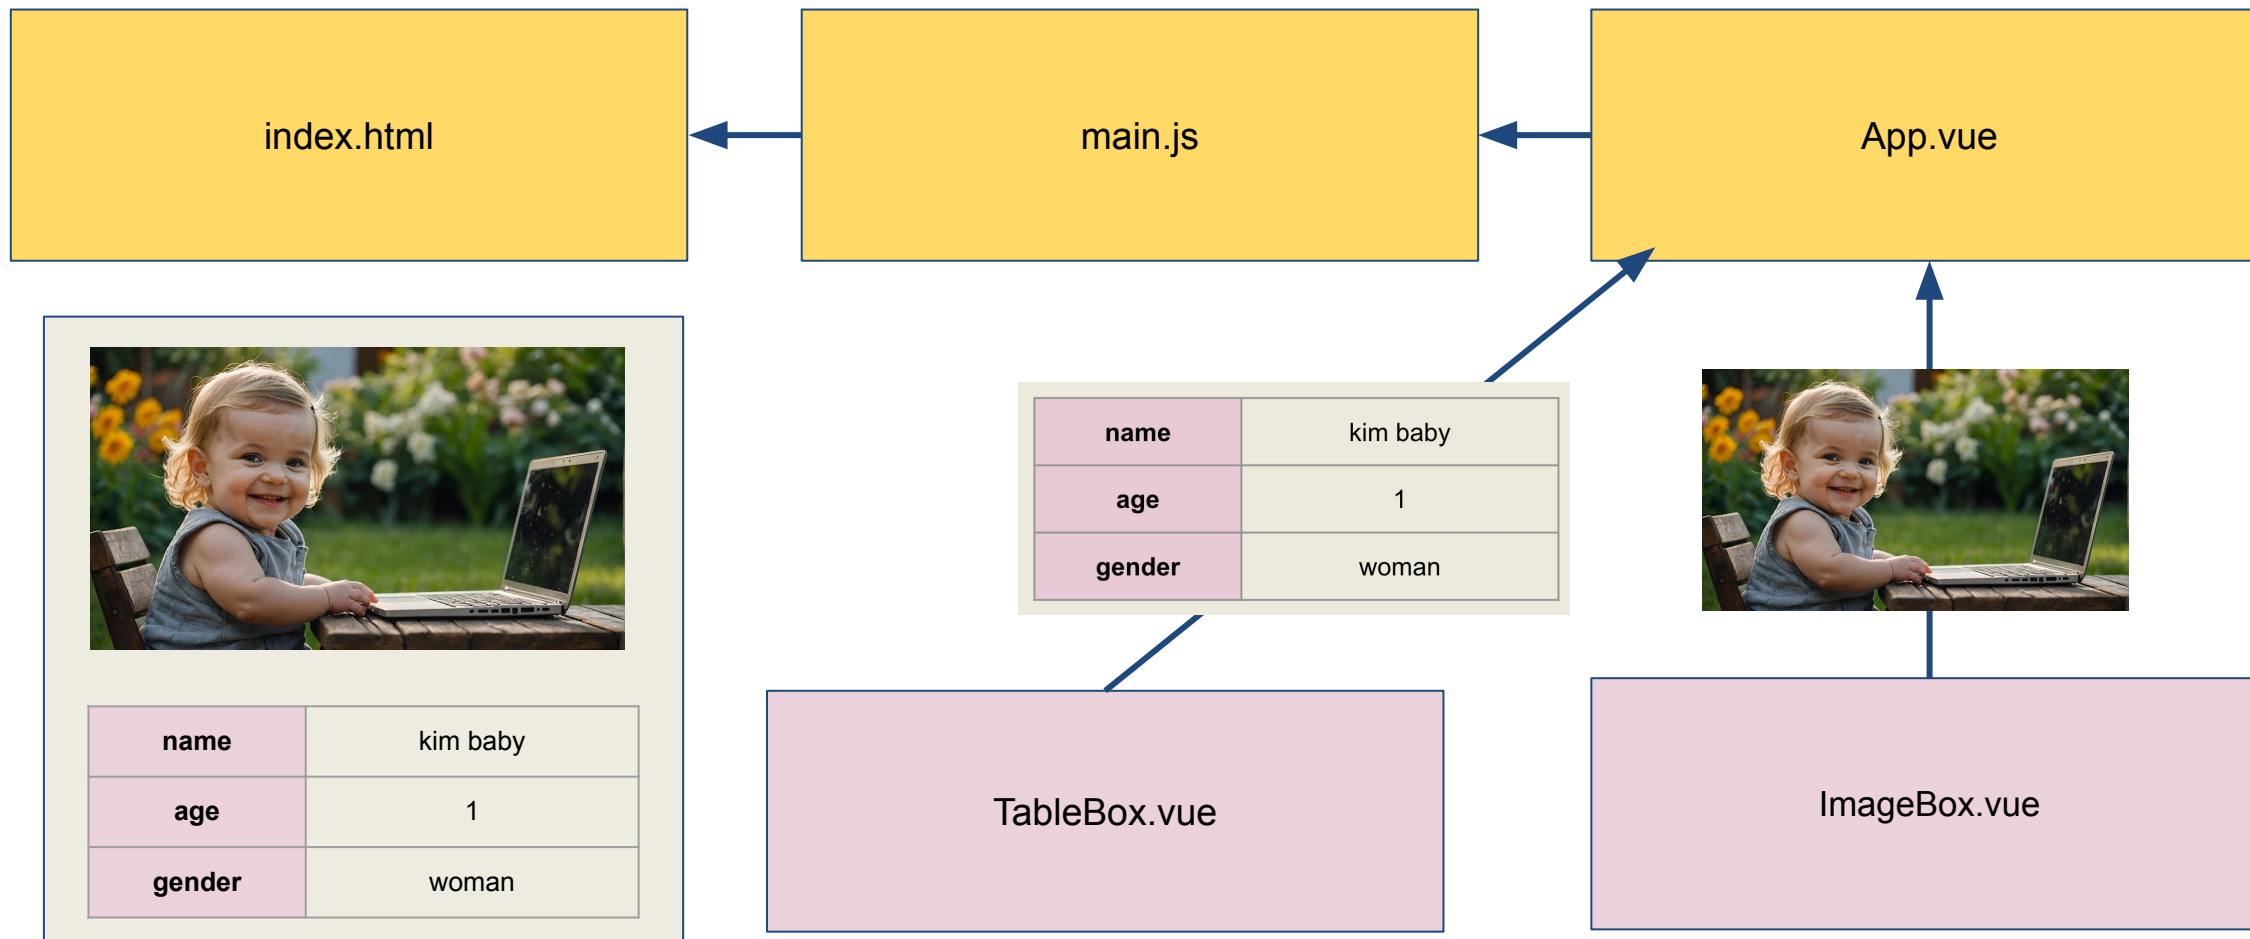 index.html
main.js
App.vue
name kim baby
age 1
gender woman
name kim baby
age 1
gender woman
TableBox.vue
ImageBox.vue